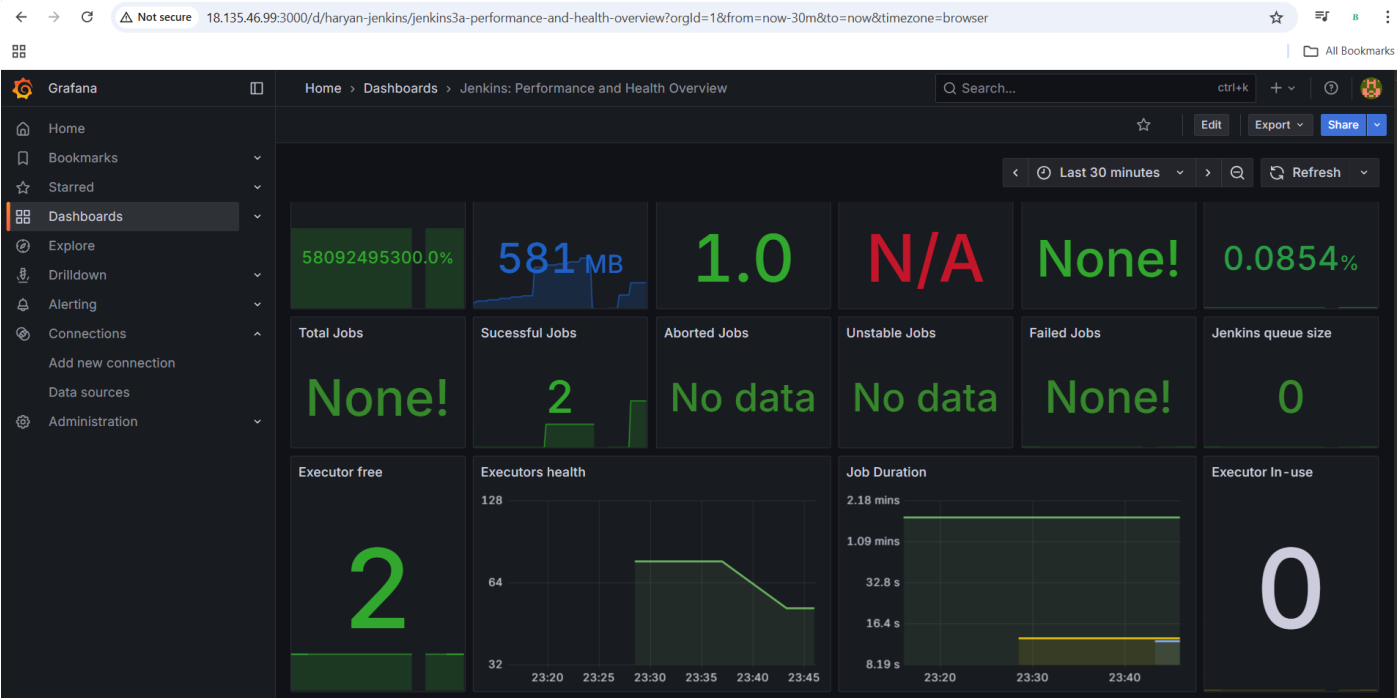 Not secure 18.135.46.99:3000/d/haryan-jenkins/jenkins3a-performance-and-health-overview?orgId=1&from=now-30m&to=now&timezone=browser
B
All Bookmarks
Grafana
Home › Dashboards › Jenkins: Performance and Health Overview
Search... ctrl+k
Edit Export Share
Home
Bookmarks
Starred
Dashboards
Explore
Drilldown
Alerting
Connections
Add new connection
Data sources
Administration
Last 30 minutes Refresh
58092495300.0% 581 MB 1.0 N/A None! 0.0854%
Total Jobs Sucessful Jobs Aborted Jobs Unstable Jobs Failed Jobs Jenkins queue size
None! 2 No data No data None! 0
Executor free
2
Executors health
128
64
32
23:20 23:25 23:30 23:35 23:40 23:45
Job Duration
2.18 mins
1.09 mins
32.8 s
16.4 s
8.19 s
23:20 23:30 23:40
Executor In-use
0